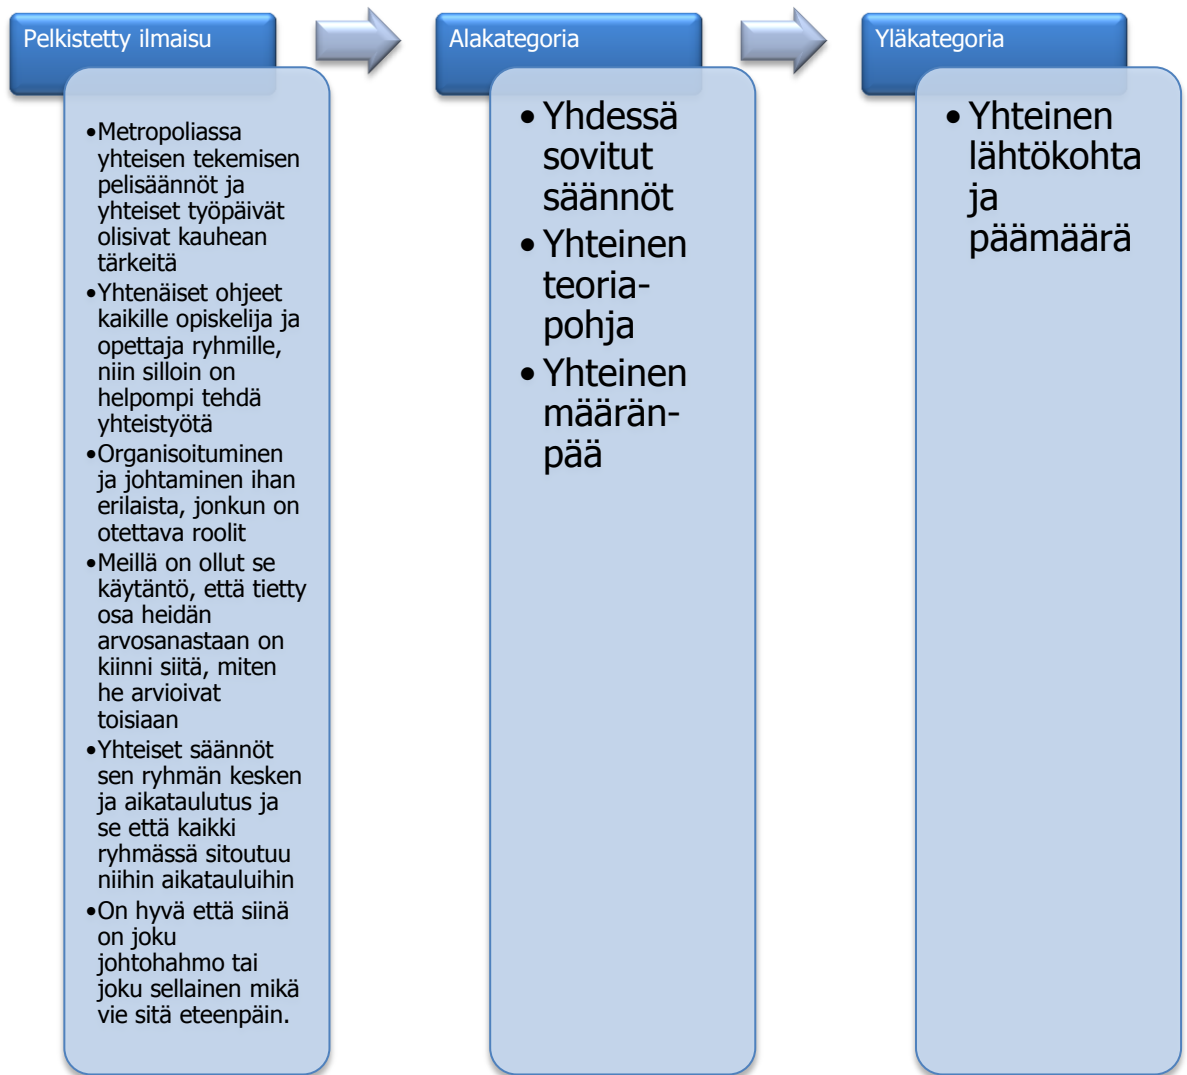 Pelkistetty ilmaisu
•Metropoliassa
yhteisen tekemisen
pelisäännöt ja
yhteiset työpäivät
olisivat kauhean
tärkeitä
•Yhtenäiset ohjeet
kaikille opiskelija ja
opettaja ryhmille,
niin silloin on
helpompi tehdä
yhteistyötä
•Organisoituminen
ja johtaminen ihan
erilaista, jonkun on
otettava roolit
•Meillä on ollut se
käytäntö, että tietty
osa heidän
arvosanastaan on
kiinni siitä, miten
he arvioivat
toisiaan
•Yhteiset säännöt
sen ryhmän kesken
ja aikataulutus ja
se että kaikki
ryhmässä sitoutuu
niihin aikatauluihin
•On hyvä että siinä
on joku
johtohahmo tai
joku sellainen mikä
vie sitä eteenpäin.
Alakategoria
• Yhdessä
sovitut
säännöt
• Yhteinen
teoria-
pohja
• Yhteinen
määrän-
pää
Yläkategoria
• Yhteinen
lähtökohta
ja
päämäärä